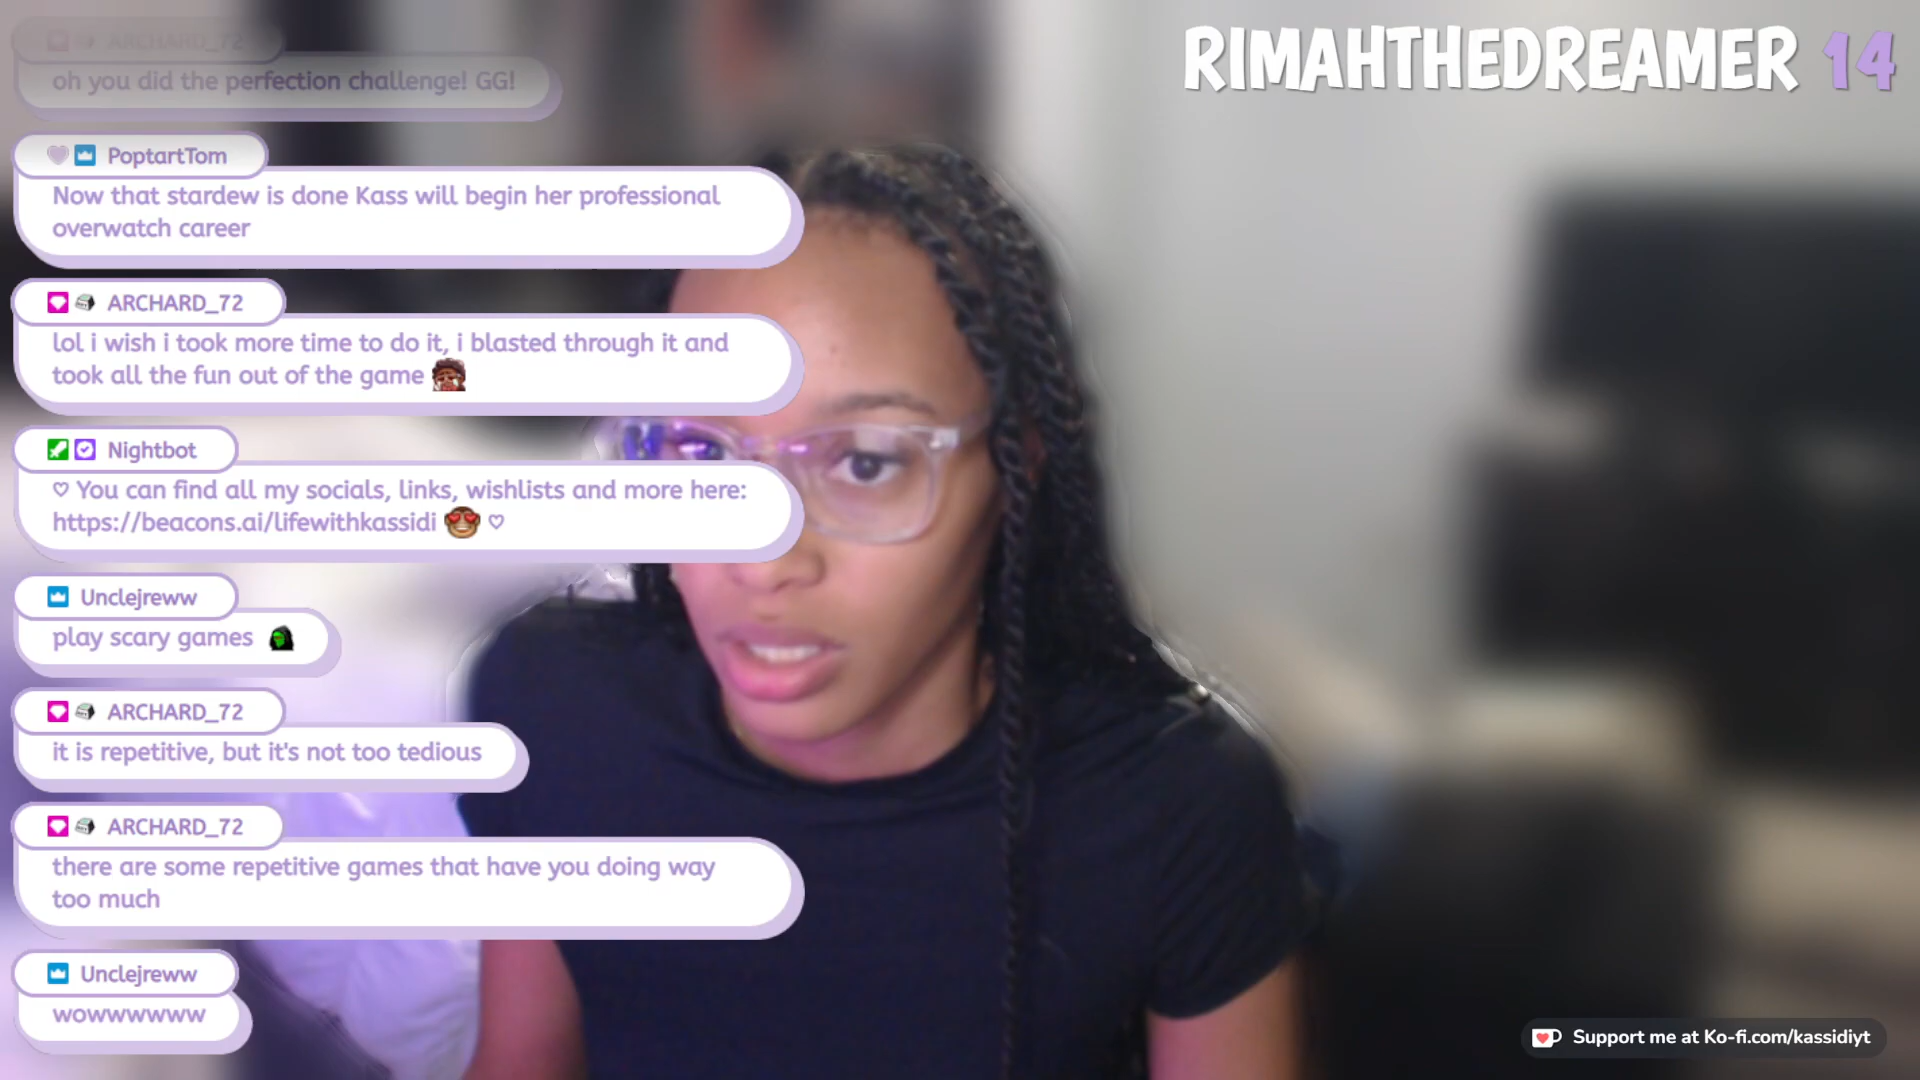 ARCHARD_72
oh you did the perfection challenge! GG!
RIMAHTHEDREAMER 14
PoptartTom
Now that stardew is done Kass will begin her professional
overwatch career
ARCHARD_72
lol i wish i took more time to do it, i blasted through it and
took all the fun out of the game
Nightbot
♡ You can find all my socials, links, wishlists and more here:
https://beacons.ai/lifewithkassidi ♡
Unclejreww
play scary games
ARCHARD_72
it is repetitive, but it's not too tedious
ARCHARD_72
there are some repetitive games that have you doing way
too much
Unclejreww
wowwwwww
Support me at Ko-fi.com/kassidiyt